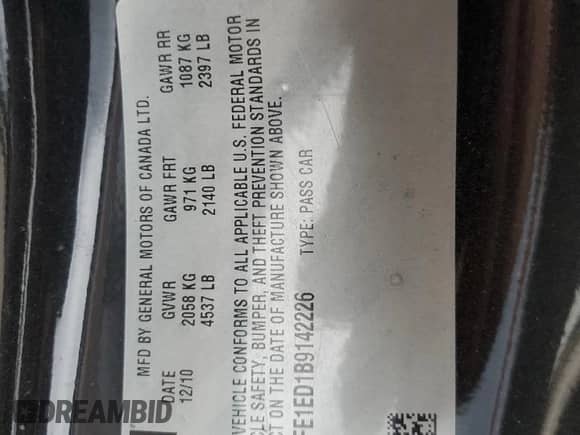 MFD BY GENERAL MOTORS OF CANADA LTD.
DATE GVWR GAWR FRT GAWR RR
12/10 2058 KG 971 KG 1087 KG
4537 LB 2140 LB 2397 LB
VEHICLE CONFORMS TO ALL APPLICABLE U.S. FEDERAL MOTOR
CLE SAFETY, BUMPER, AND THEFT PREVENTION STANDARDS IN
CT ON THE DATE OF MANUFACTURE SHOWN ABOVE.
FE1ED1B9142226 TYPE: PASS CAR
DREAMBID